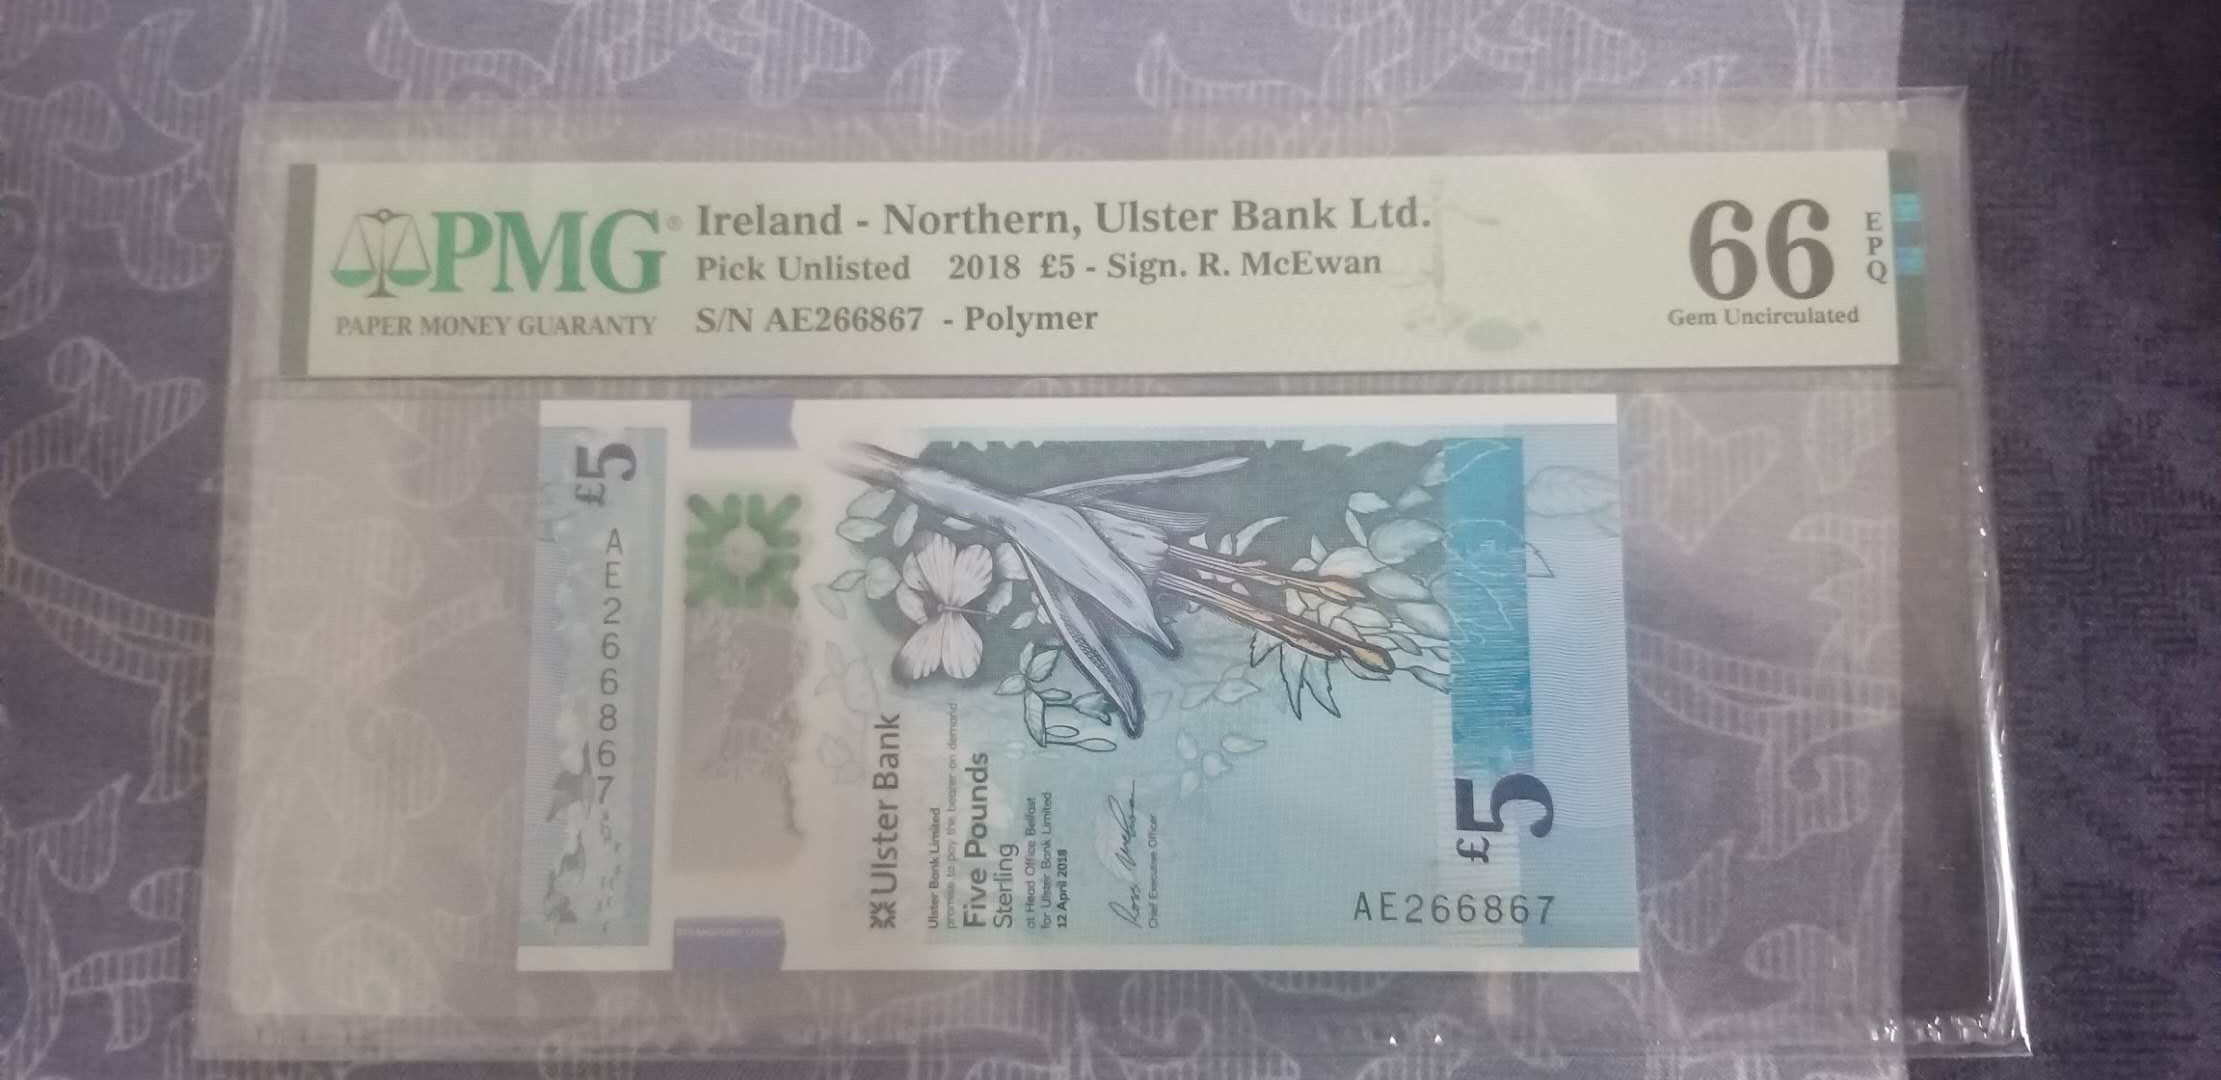 PMG®
PAPER MONEY GUARANTY
Ireland - Northern, Ulster Bank Ltd.
Pick Unlisted 2018 £5 - Sign. R. McEwan
S/N AE266867 - Polymer
66
EPQ
Gem Uncirculated
£5
AE266867
Ulster Bank
Ulster Bank Limited
promises to pay the bearer on demand
Five Pounds
Sterling
at Head Office Belfast
for Ulster Bank Limited
12 April 2018
Chief Executive Officer
£5
AE266867